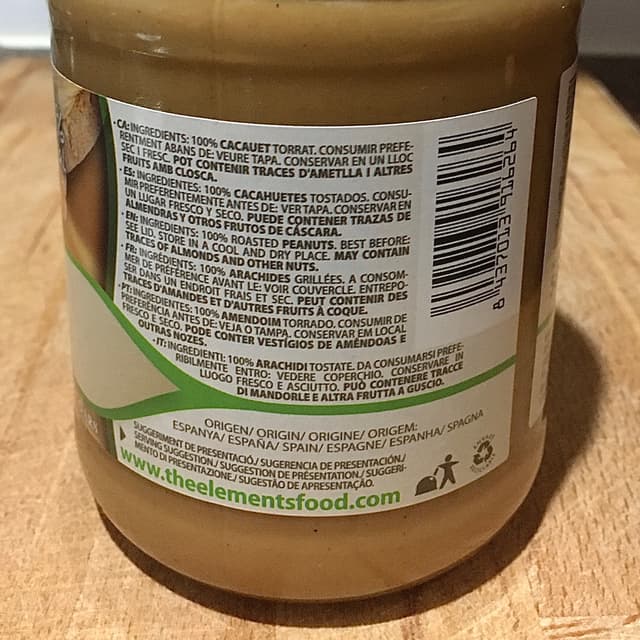 · CA: INGREDIENTS: 100% CACAUET TORRAT. CONSUMIR PREFE-
RENTMENT ABANS DE: VEURE TAPA. CONSERVAR EN UN LLOC
SEC I FRESC. POT CONTENIR TRACES D'AMETLLA I ALTRES
FRUITS AMB CLOSCA.
· ES: INGREDIENTES: 100% CACAHUETES TOSTADOS. CONSU-
MIR PREFERENTEMENTE ANTES DE: VER TAPA. CONSERVAR EN
UN LUGAR FRESCO Y SECO. PUEDE CONTENER TRAZAS DE
ALMENDRAS Y OTROS FRUTOS DE CÁSCARA.
· EN: INGREDIENTS: 100% ROASTED PEANUTS. BEST BEFORE:
SEE LID. STORE IN A COOL AND DRY PLACE. MAY CONTAIN
TRACES OF ALMONDS AND OTHER NUTS.
· FR: INGRÉDIENTS: 100% ARACHIDES GRILLÉES. A CONSOM-
MER DE PRÉFÉRENCE AVANT LE: VOIR COUVERCLE. ENTREPO-
SER DANS UN ENDROIT FRAIS ET SEC. PEUT CONTENIR DES
TRACES D'AMANDES ET D'AUTRES FRUITS À COQUE.
· PT: INGREDIENTES: 100% AMENDOIM TORRADO. CONSUMIR DE
PREFERÊNCIA ANTES DE: VEJA O TAMPA. CONSERVAR EM LOCAL
FRESCO E SECO. PODE CONTER VESTÍGIOS DE AMÊNDOAS E
OUTRAS NOZES.
· IT: INGREDIENTI: 100% ARACHIDI TOSTATE. DA CONSUMARSI PREFE-
RIBILMENTE ENTRO: VEDERE COPERCHIO. CONSERVARE IN
LUOGO FRESCO E ASCIUTTO. PUÒ CONTENERE TRACCE
DI MANDORLE E ALTRA FRUTTA A GUSCIO.
8 437013 916294
ORIGEN/ ORIGIN/ ORIGINE/ ORIGEM:
ESPANYA/ ESPAÑA/ SPAIN/ ESPAGNE/ ESPANHA/ SPAGNA
SUGGERIMENT DE PRESENTACIÓ/ SUGERENCIA DE PRESENTACIÓN/
SERVING SUGGESTION/ SUGGESTION DE PRÉSENTATION/ SUGGERI-
MENTO DI PRESENTAZIONE/ SUGESTÃO DE APRESENTAÇÃO.
www.theelementsfood.com